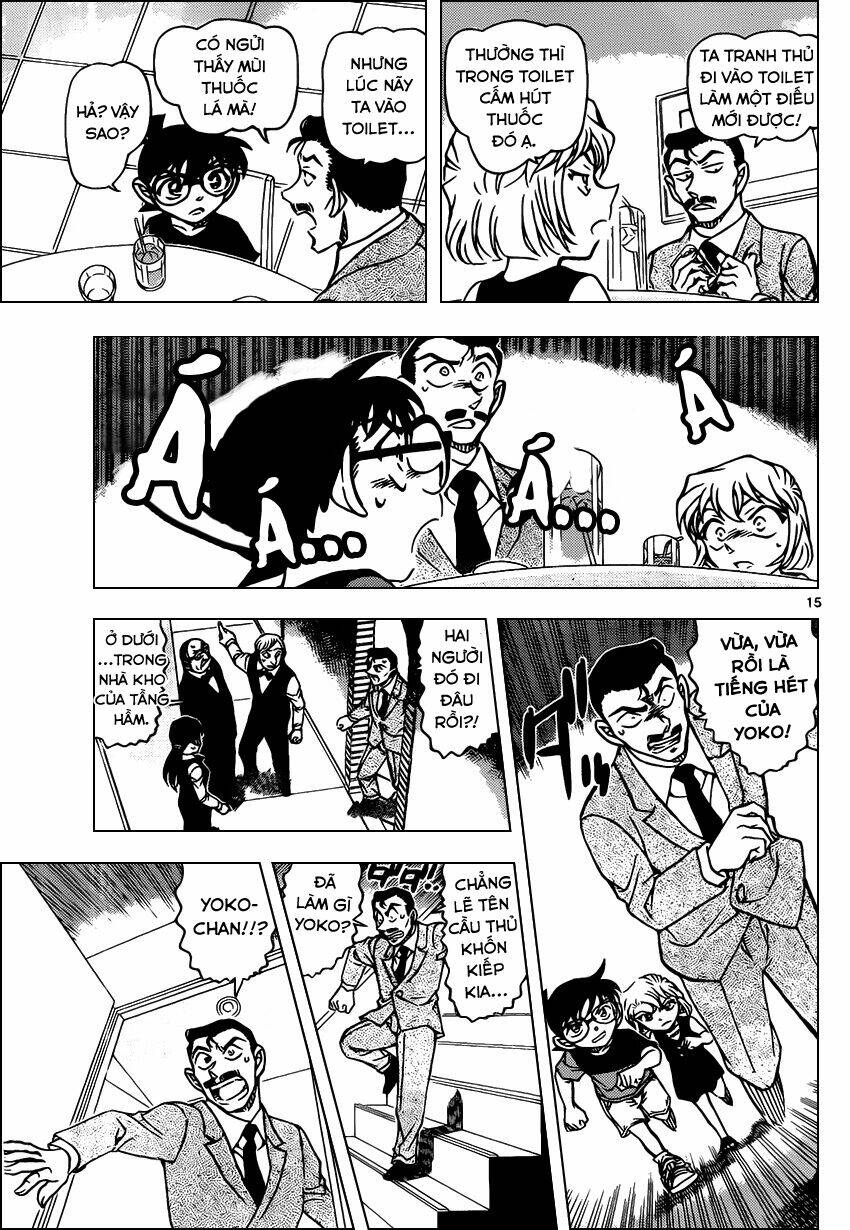 TA TRANH THỦ
ĐI VÀO TOILET
LÀM MỘT ĐIẾU
MỚI ĐƯỢC!
THƯỜNG THÌ
TRONG TOILET
CẤM HÚT
THUỐC
ĐÓ Ạ.
NHƯNG
LÚC NÃY
TA VÀO
TOILET...
CÓ NGỬI
THẤY MÙI
THUỐC
LÁ MÀ!
HẢ? VẬY
SAO?
Á
Á...
Á...
Á
15
VỪA, VỪA
RỒI LÀ
TIẾNG HÉT
CỦA
YOKO!
HAI
NGƯỜI
ĐÓ ĐI
ĐÂU
RỒI?!
Ở DƯỚI
...TRONG
NHÀ KHO
CỦA TẦNG
HẦM.
CHẲNG
LẼ TÊN
CẦU THỦ
KHỐN
KIẾP
KIA...
ĐÃ
LÀM GÌ
YOKO?
YOKO-
CHAN!!?